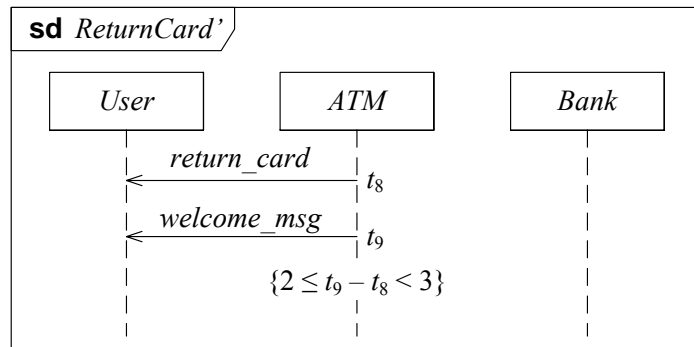 sd ReturnCard’
User ATM Bank
return_card
t8
welcome_msg
t9
{2 ≤ t9 – t8 < 3}